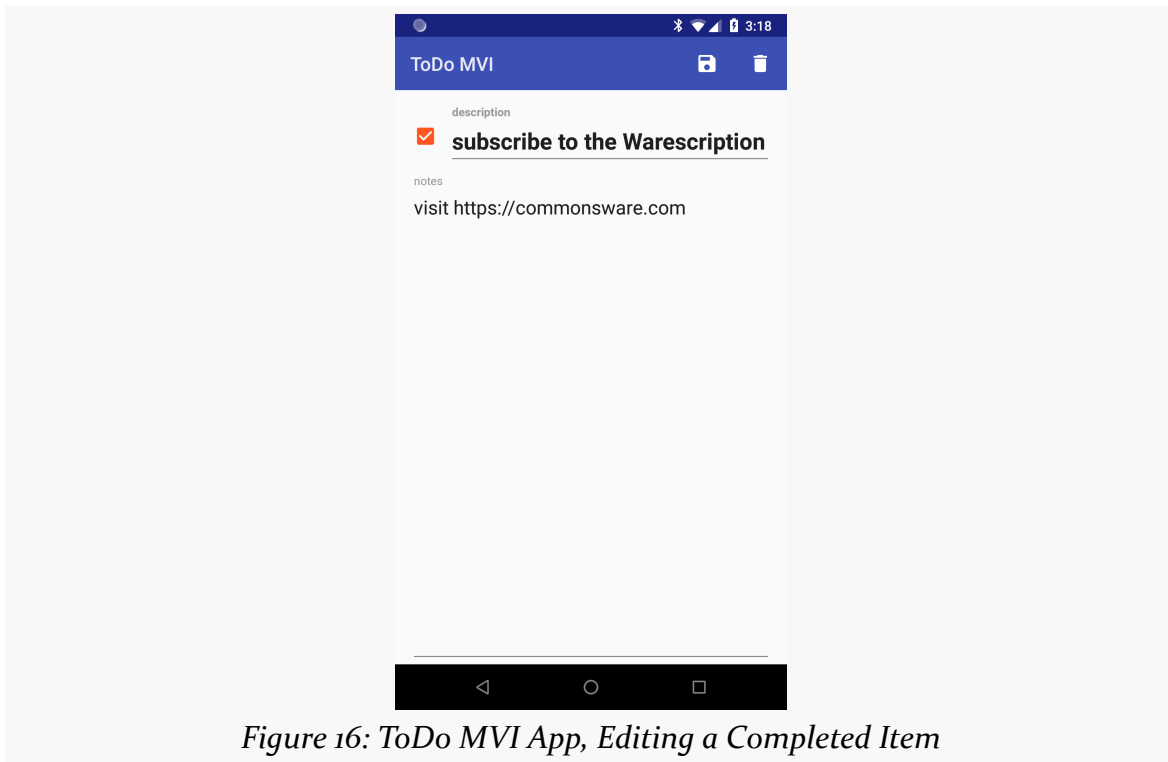 3:18
ToDo MVI
description
subscribe to the Warescription
notes
visit https://commonsware.com
Figure 16: ToDo MVI App, Editing a Completed Item